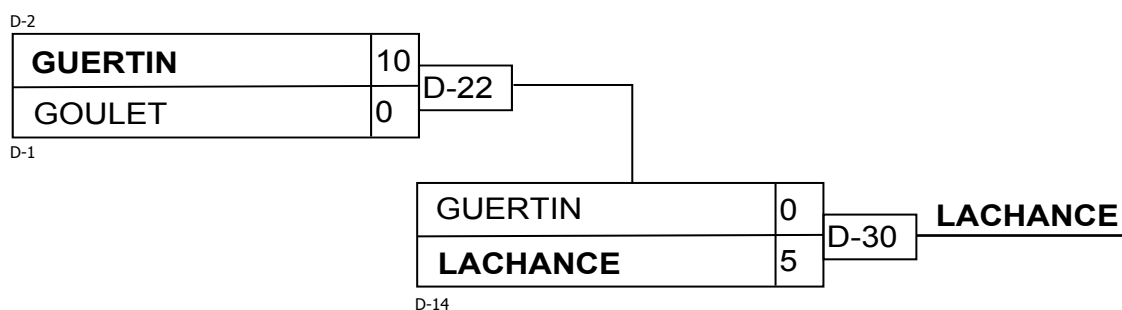 D-2
GUERTIN 10
D-22
GOULET 0
D-1
GUERTIN 0
D-30
LACHANCE
LACHANCE 5
D-14